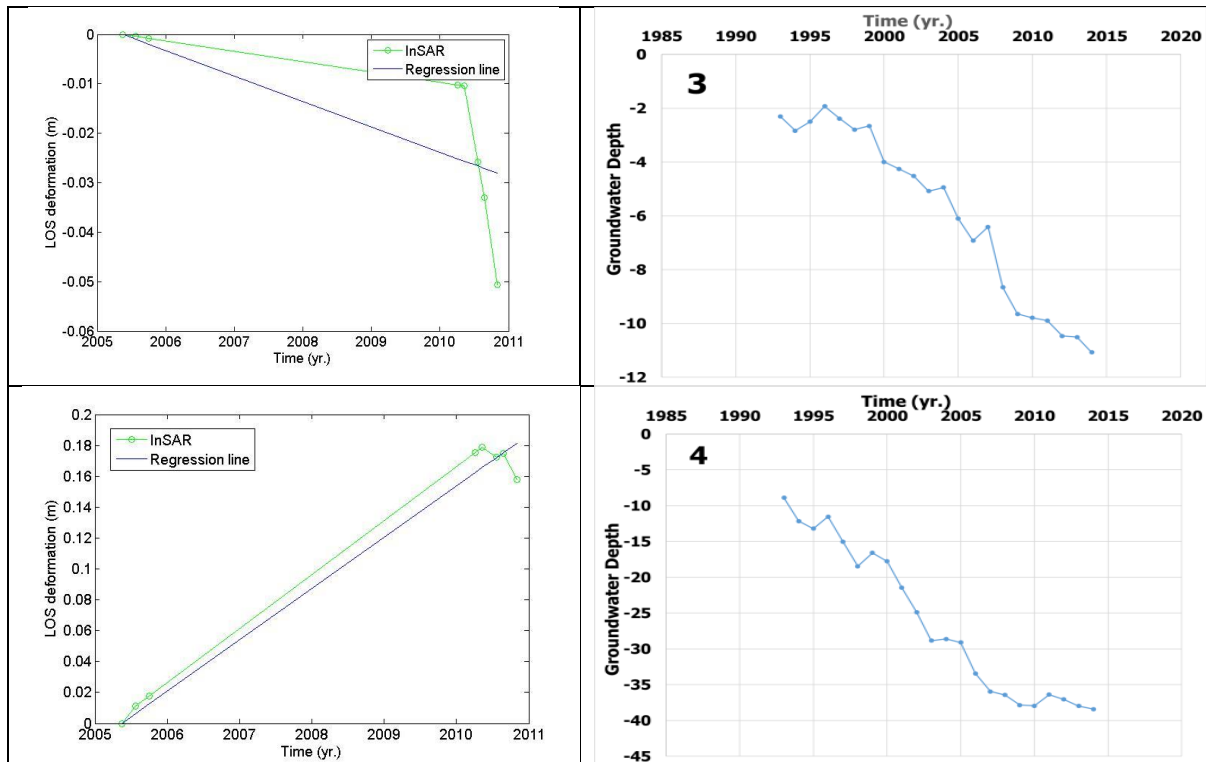 0
-0.01
-0.02
-0.03
-0.04
-0.05
-0.06
LOS deformation (m)
InSAR
Regression line
2005 2006 2007 2008 2009 2010 2011
Time (yr.)
Time (yr.)
1985 1990 1995 2000 2005 2010 2015 2020
0
-2
-4
-6
-8
-10
-12
Groundwater Depth
3
0.2
0.18
0.16
0.14
0.12
0.1
0.08
0.06
0.04
0.02
0
LOS deformation (m)
InSAR
Regression line
2005 2006 2007 2008 2009 2010 2011
Time (yr.)
Time (yr.)
1985 1990 1995 2000 2005 2010 2015 2020
0
-5
-10
-15
-20
-25
-30
-35
-40
-45
Groundwater Depth
4